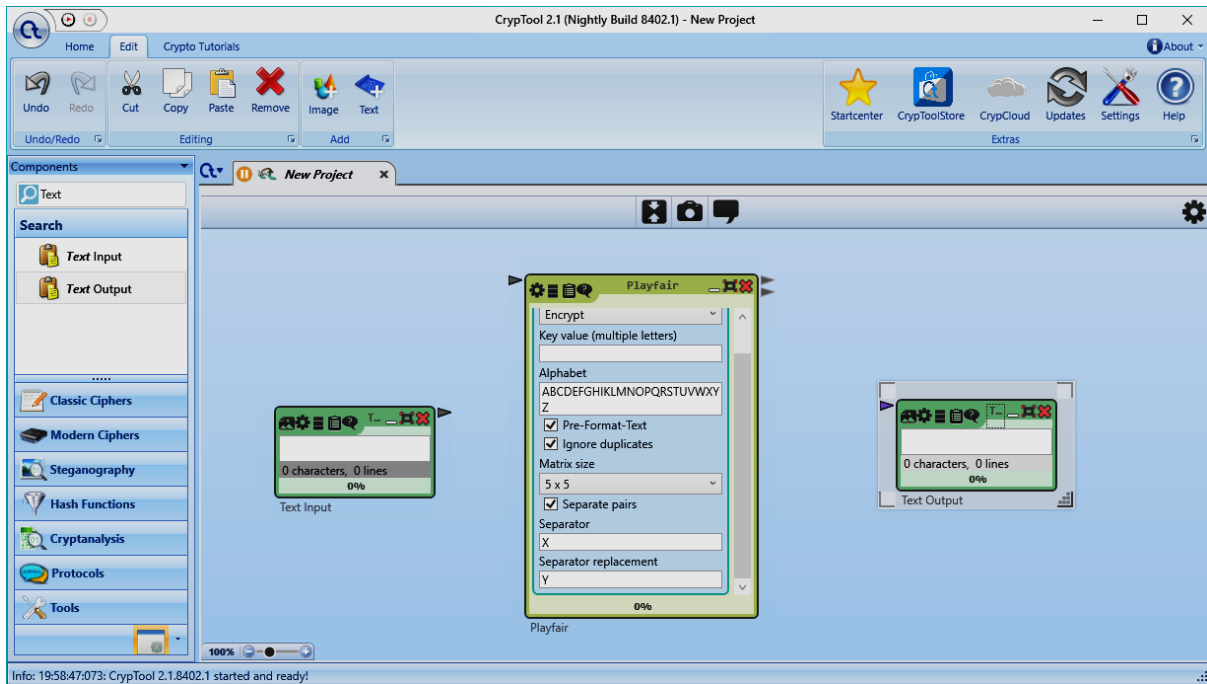 CrypTool 2.1 (Nightly Build 8402.1) - New Project
Home Edit Crypto Tutorials About
Undo Redo Cut Copy Paste Remove Image Text Startcenter CrypToolStore CrypCloud Updates Settings Help
Undo/Redo Editing Add Extras
Components
New Project x
Text
Search
Text Input
Text Output
Classic Ciphers
Modern Ciphers
Steganography
Hash Functions
Cryptanalysis
Protocols
Tools
T...
0 characters, 0 lines
0%
Text Input
Playfair
Encrypt
Key value (multiple letters)
Alphabet
ABCDEFGHIKLMNOPQRSTUVWXY
Z
Pre-Format-Text
Ignore duplicates
Matrix size
5 x 5
Separate pairs
Separator
X
Separator replacement
Y
0%
Playfair
T...
0 characters, 0 lines
0%
Text Output
100%
Info: 19:58:47:073: CrypTool 2.1.8402.1 started and ready!